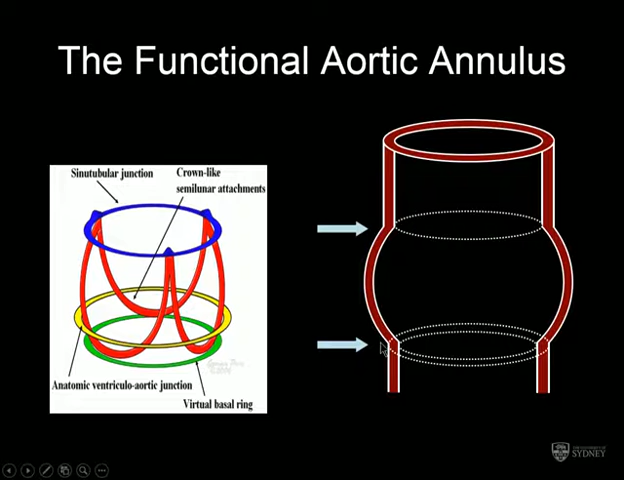 The Functional Aortic Annulus
Sinutubular junction
Crown-like
semilunar attachments
Anatomic ventriculo-aortic junction
Virtual basal ring
SYDNEY